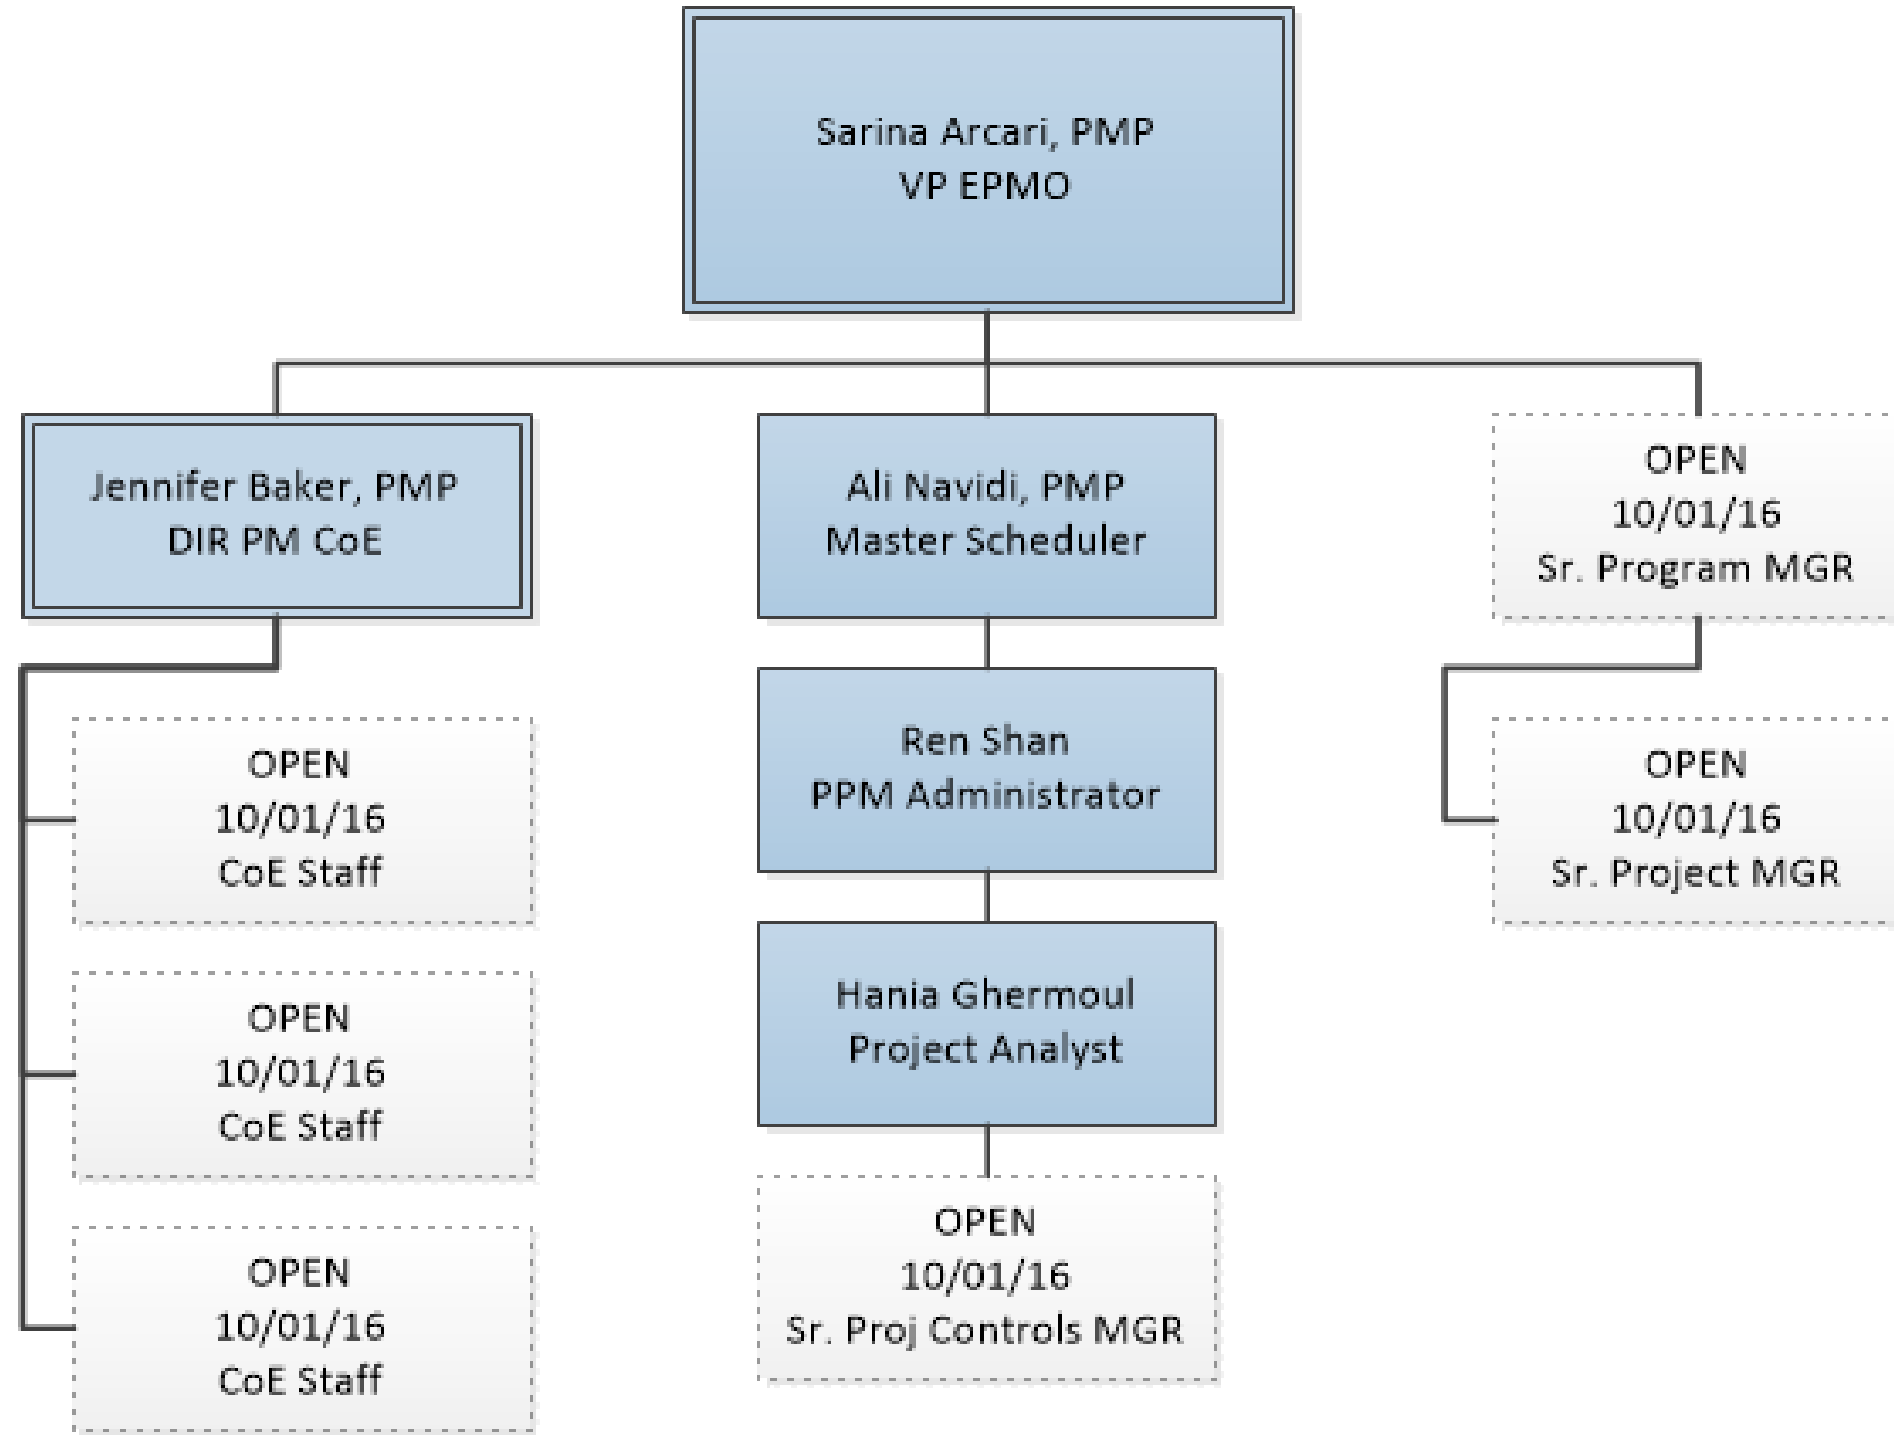 Sarina Arcari, PMP
VP EPMO
Jennifer Baker, PMP
DIR PM CoE
Ali Navidi, PMP
Master Scheduler
OPEN
10/01/16
Sr. Program MGR
OPEN
10/01/16
CoE Staff
Ren Shan
PPM Administrator
OPEN
10/01/16
Sr. Project MGR
OPEN
10/01/16
CoE Staff
Hania Ghermoul
Project Analyst
OPEN
10/01/16
CoE Staff
OPEN
10/01/16
Sr. Proj Controls MGR